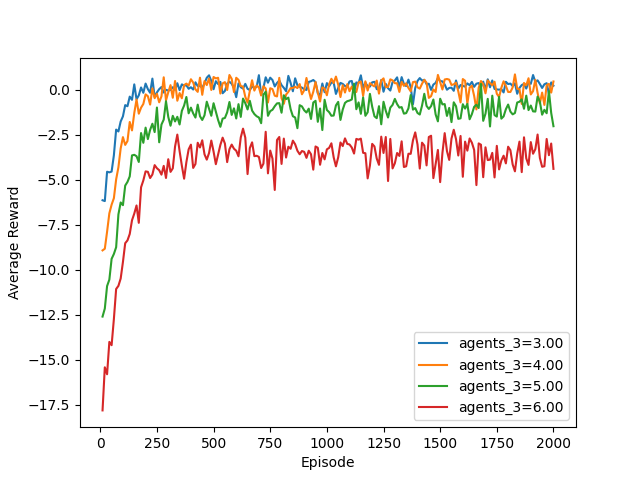 0.0
−2.5
−5.0
−7.5
−10.0
−12.5
−15.0
−17.5
Average Reward
agents_3=3.00
agents_3=4.00
agents_3=5.00
agents_3=6.00
0 250 500 750 1000 1250 1500 1750 2000
Episode